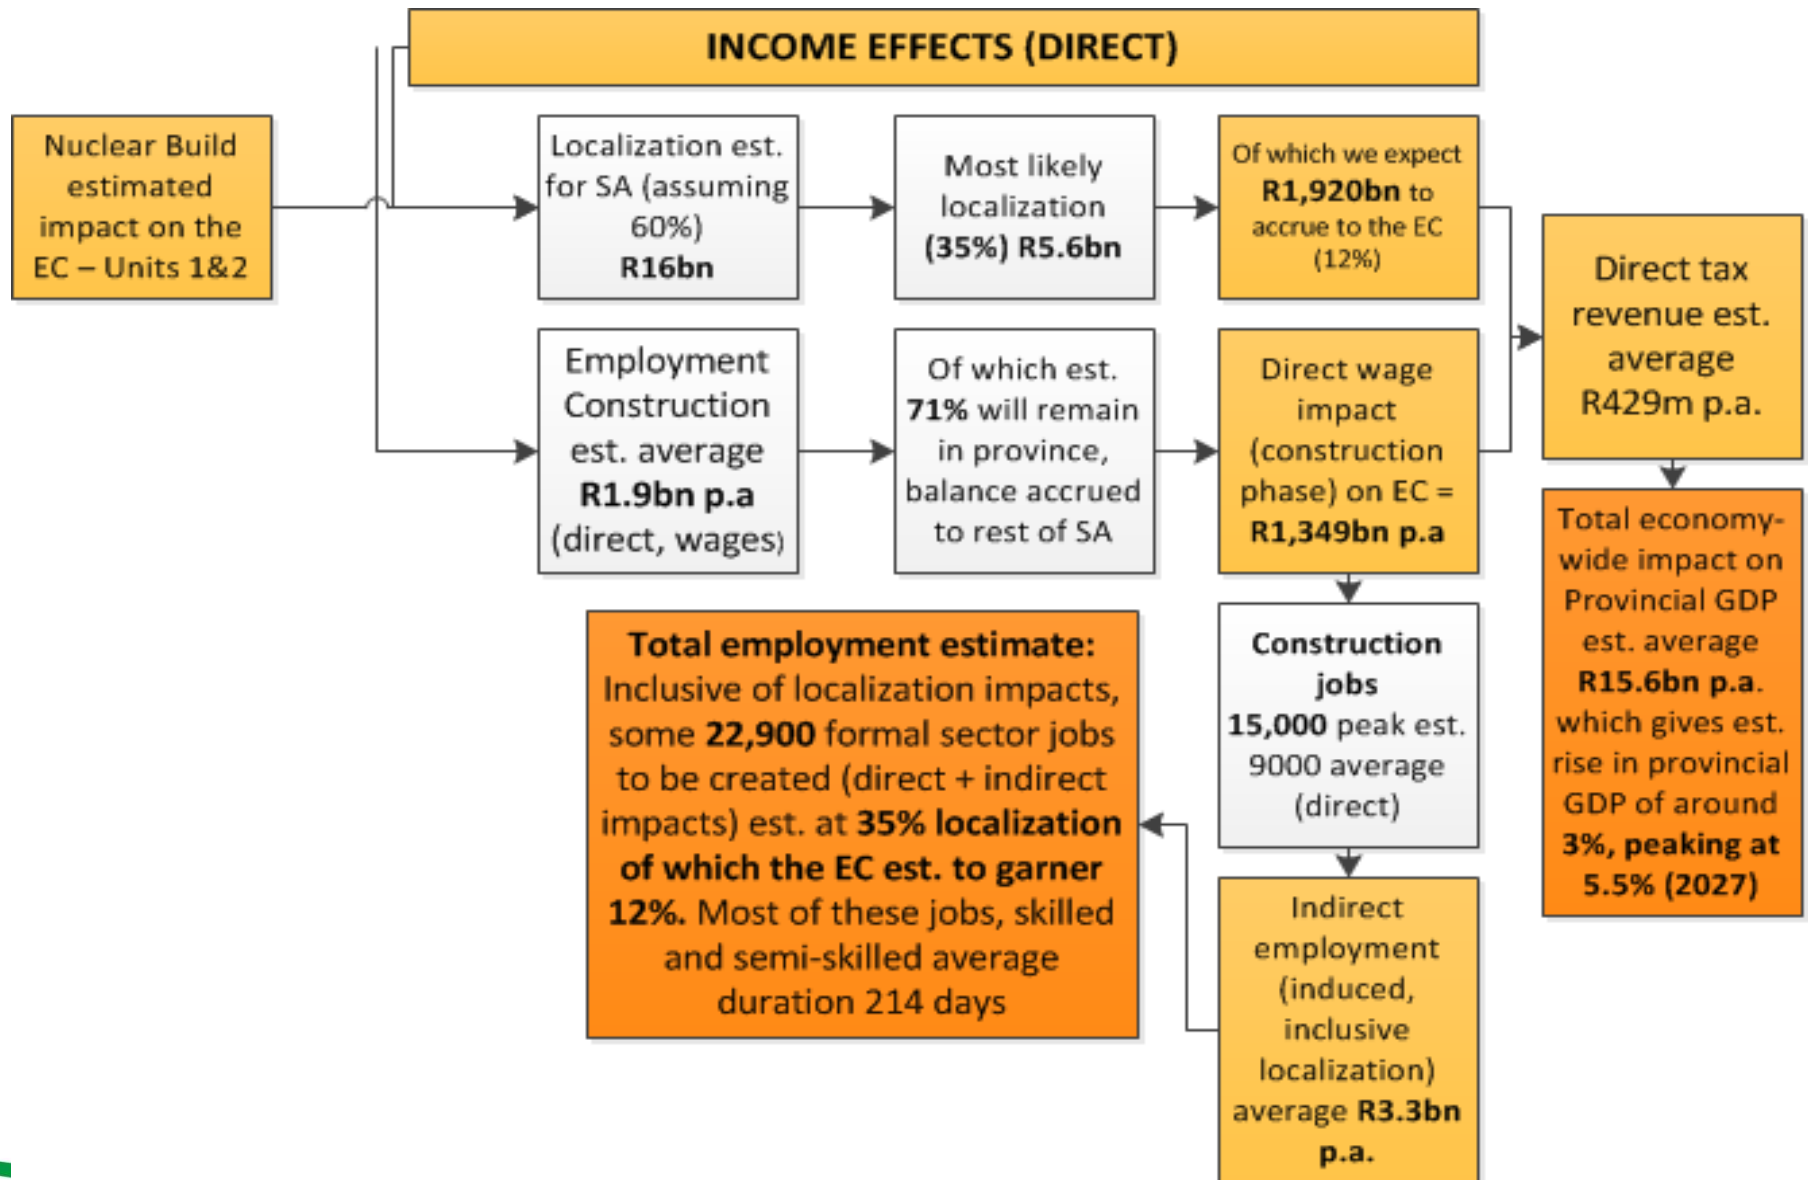 INCOME EFFECTS (DIRECT)
Nuclear Build
estimated
impact on the
EC – Units 1&2
Localization est.
for SA (assuming
60%)
R16bn
Most likely
localization
(35%) R5.6bn
Of which we expect
R1,920bn to
accrue to the EC
(12%)
Employment
Construction
est. average
R1.9bn p.a
(direct, wages)
Of which est.
71% will remain
in province,
balance accrued
to rest of SA
Direct wage
impact
(construction
phase) on EC =
R1,349bn p.a
Direct tax
revenue est.
average
R429m p.a.
Total economy-
wide impact on
Provincial GDP
est. average
R15.6bn p.a.
which gives est.
rise in provincial
GDP of around
3%, peaking at
5.5% (2027)
Construction
jobs
15,000 peak est.
9000 average
(direct)
Indirect
employment
(induced,
inclusive
localization)
average R3.3bn
p.a.
Total employment estimate:
Inclusive of localization impacts,
some 22,900 formal sector jobs
to be created (direct + indirect
impacts) est. at 35% localization
of which the EC est. to garner
12%. Most of these jobs, skilled
and semi-skilled average
duration 214 days